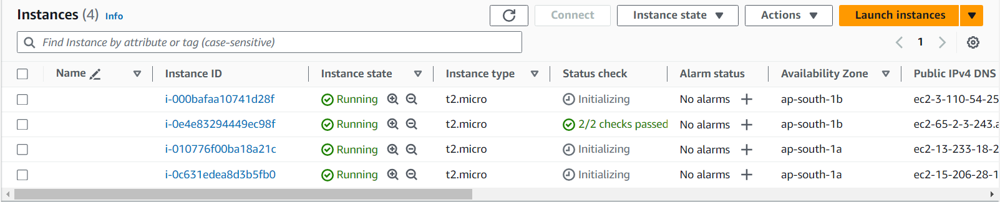 Instances (4) Info Connect Instance state Actions Launch instances
Find Instance by attribute or tag (case-sensitive) 1
Name Instance ID Instance state Instance type Status check Alarm status Availability Zone Public IPv4 DNS
i-000bafaa10741d28f Running t2.micro Initializing No alarms ap-south-1b ec2-3-110-54-25
i-0e4e83294449ec98f Running t2.micro 2/2 checks passed No alarms ap-south-1b ec2-65-2-3-243.a
i-010776f00ba18a21c Running t2.micro Initializing No alarms ap-south-1a ec2-13-233-18-2
i-0c631edea8d3b5fb0 Running t2.micro Initializing No alarms ap-south-1a ec2-15-206-28-1